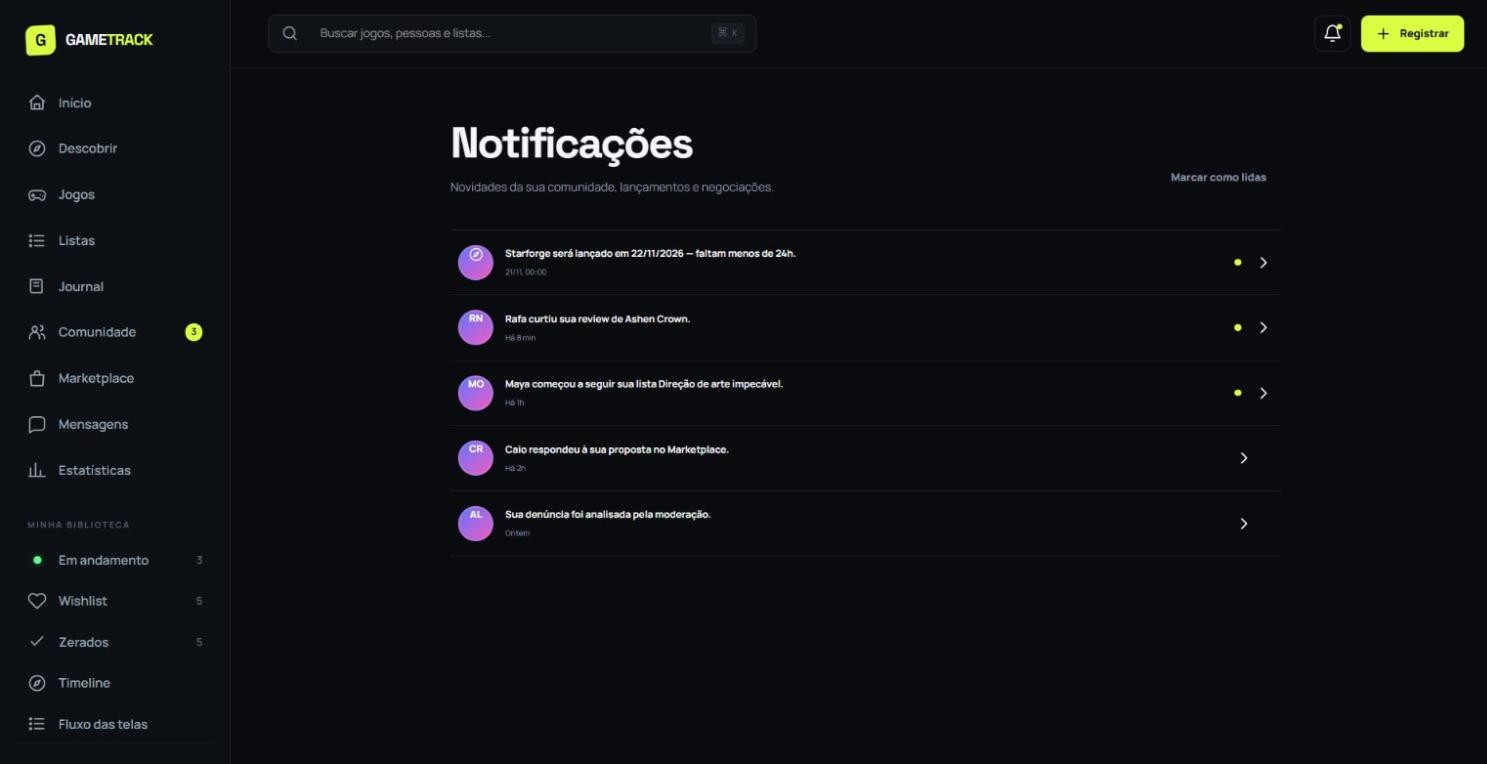 G GAMETRACK
Buscar jogos, pessoas e listas...
⌘ K
Registrar
Início
Descobrir
Jogos
Listas
Journal
Comunidade 3
Marketplace
Mensagens
Estatísticas
MINHA BIBLIOTECA
Em andamento 3
Wishlist 5
Zerados 5
Timeline
Fluxo das telas
Notificações
Novidades da sua comunidade, lançamentos e negociações.
Marcar como lidas
Starforge será lançado em 22/11/2026 — faltam menos de 24h.
21/11, 00:00
RN
Rafa curtiu sua review de Ashen Crown.
Há 8 min
MO
Maya começou a seguir sua lista Direção de arte impecável.
Há 1h
CR
Caio respondeu à sua proposta no Marketplace.
Há 2h
AL
Sua denúncia foi analisada pela moderação.
Ontem